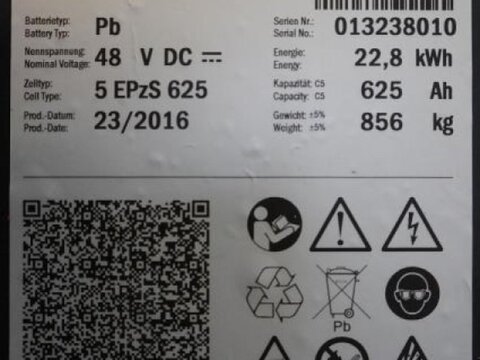 Batterietyp: Pb Serien Nr.: 013238010
Battery Typ: Serial No.:
Nennspannung: 48 V DC Energie: 22,8 kWh
Nominal Voltage: Energy:
Zelltyp: 5 EPzS 625 Kapazität: C5 625 Ah
Cell Type: Capacity: C5
Prod.-Datum: 23/2016 Gewicht: ±5% 856 kg
Prod.-Date: Weight: ±5%
Pb